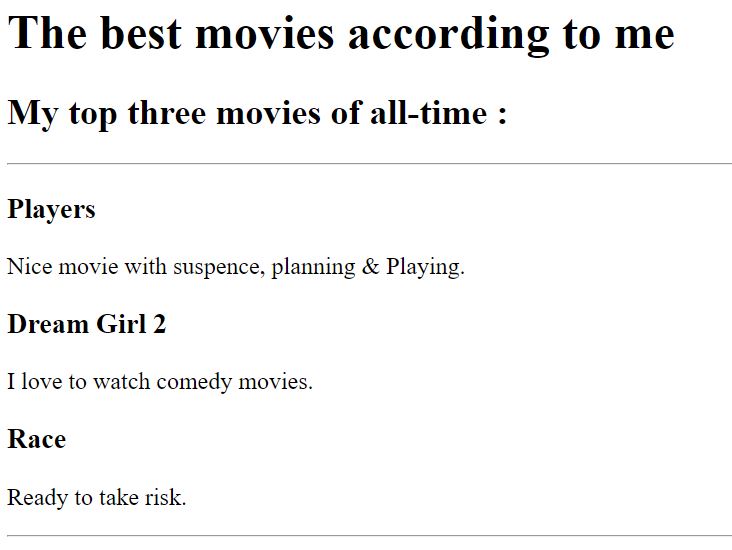 The best movies according to me
My top three movies of all-time :
Players
Nice movie with suspence, planning & Playing.
Dream Girl 2
I love to watch comedy movies.
Race
Ready to take risk.